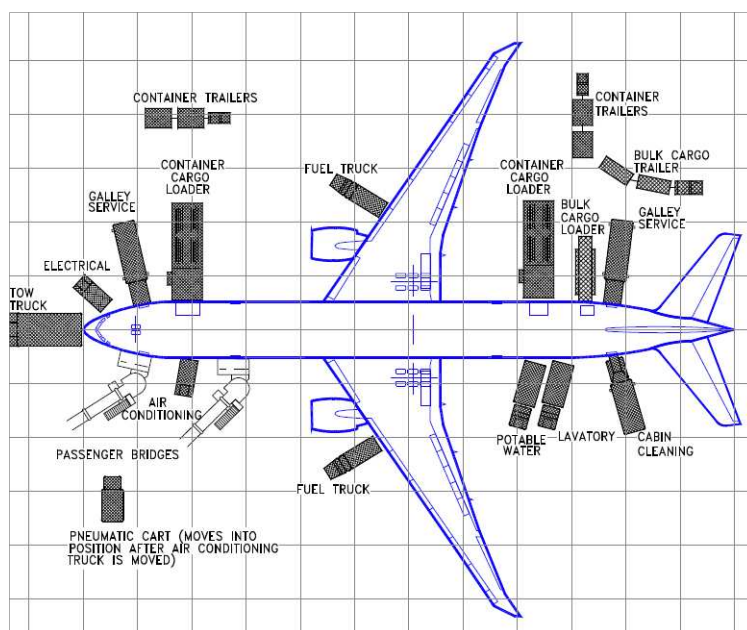 CONTAINER TRAILERS
CONTAINER
TRAILERS
BULK CARGO
TRAILER
CONTAINER
CARGO
LOADER
FUEL TRUCK
CONTAINER
CARGO
LOADER
GALLEY
SERVICE
BULK
CARGO
LOADER
GALLEY
SERVICE
ELECTRICAL
TOW
TRUCK
AIR
CONDITIONING
PASSENGER BRIDGES
POTABLE
WATER
LAVATORY
CABIN
CLEANING
FUEL TRUCK
PNEUMATIC CART (MOVES INTO
POSITION AFTER AIR CONDITIONING
TRUCK IS MOVED)